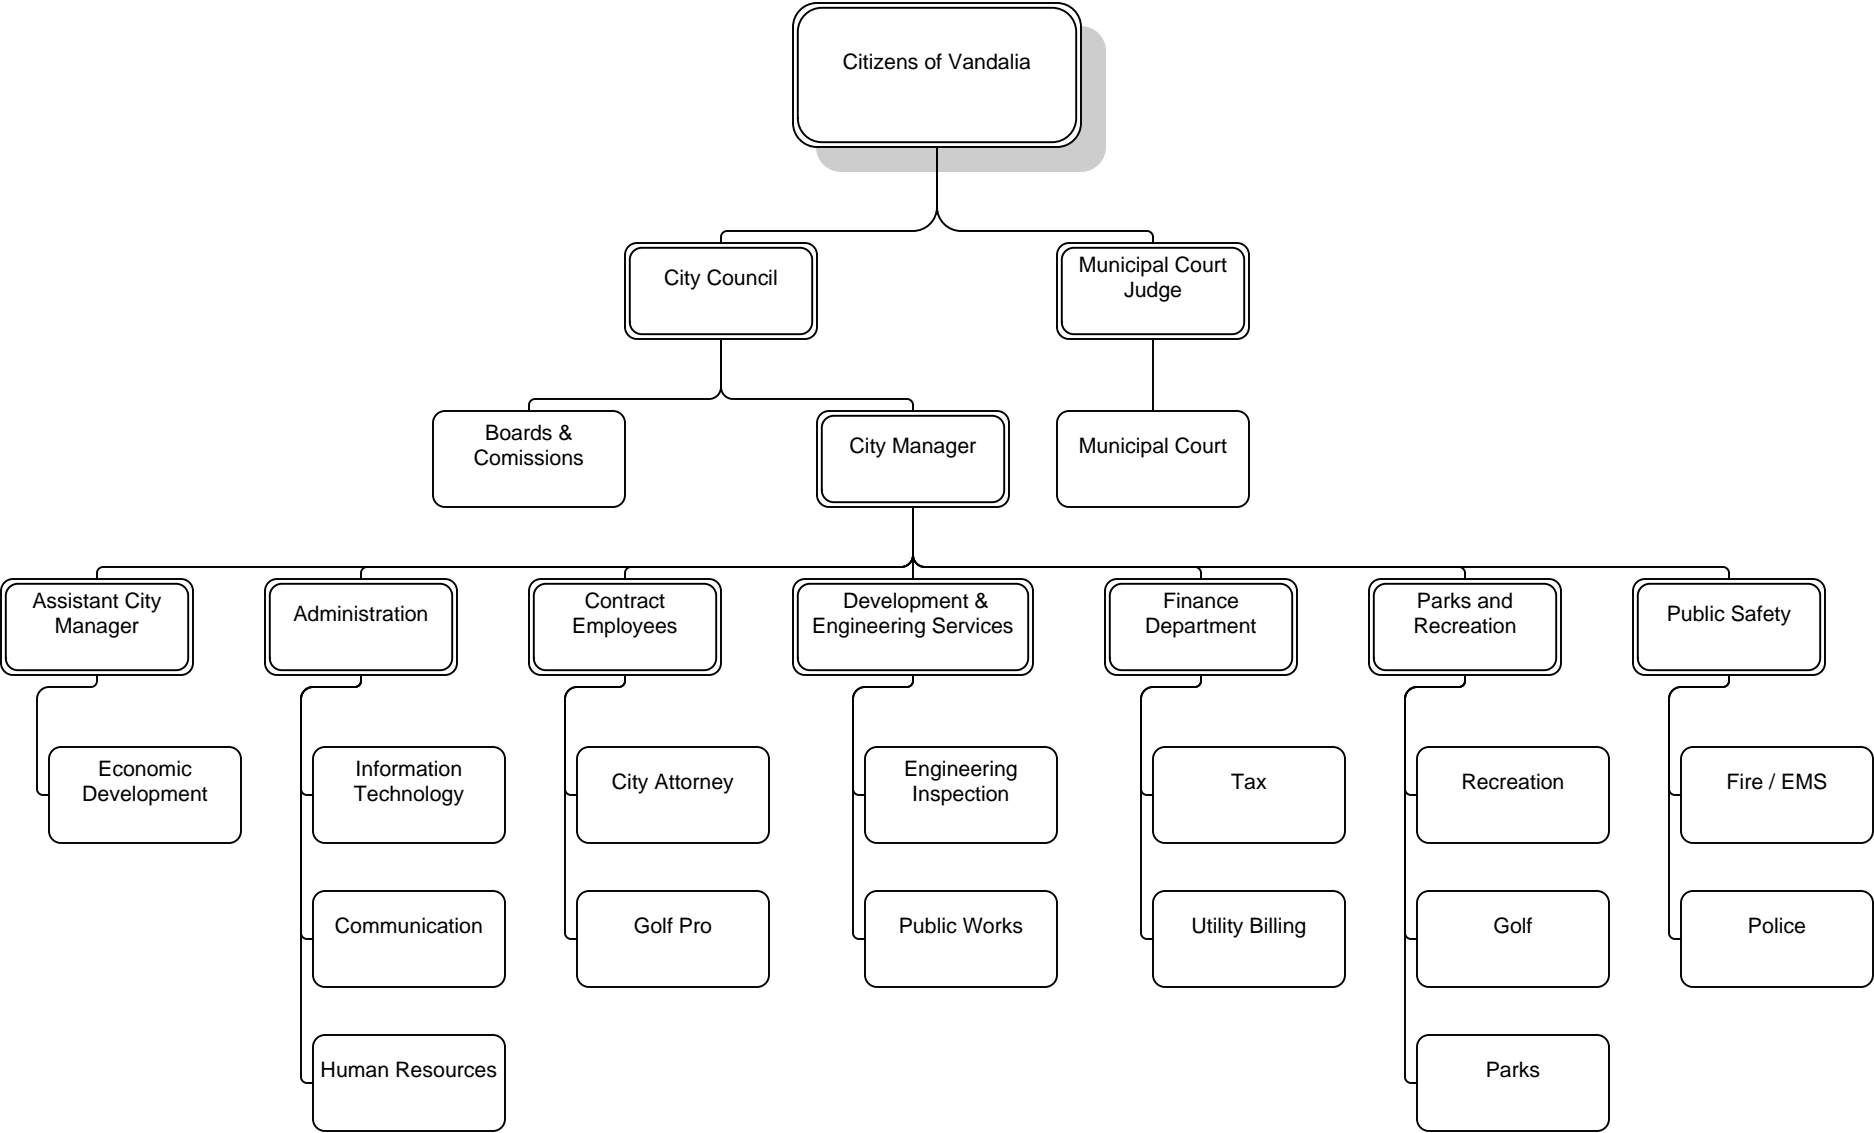 Citizens of Vandalia
City Council
Municipal Court
Judge
Boards &
Comissions
City Manager
Municipal Court
Assistant City
Manager
Administration
Contract
Employees
Development &
Engineering Services
Finance
Department
Parks and
Recreation
Public Safety
Economic
Development
Information
Technology
City Attorney
Engineering
Inspection
Tax
Recreation
Fire / EMS
Communication
Golf Pro
Public Works
Utility Billing
Golf
Police
Human Resources
Parks